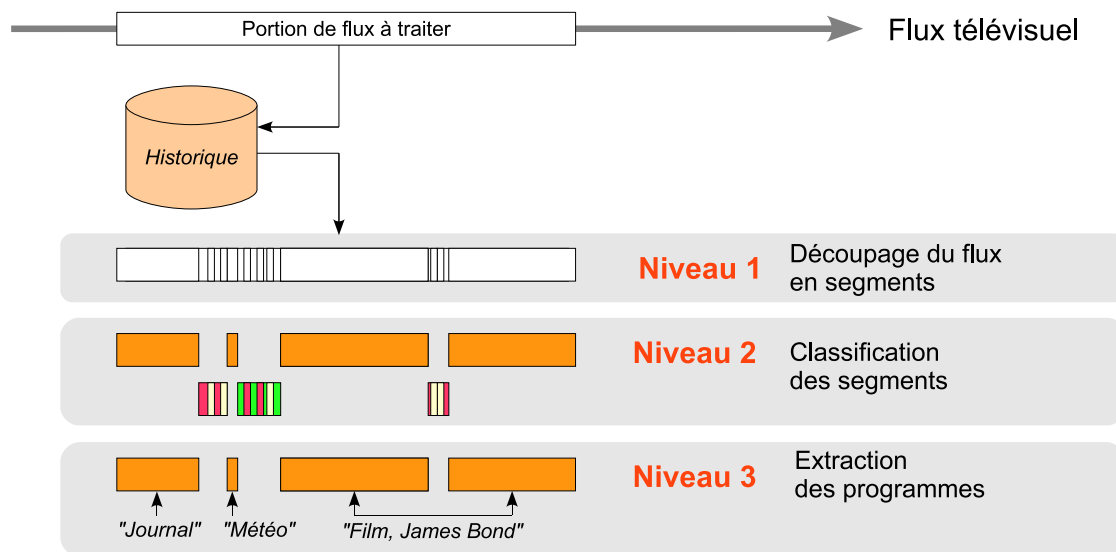 Portion de flux à traiter
Flux télévisuel
Historique
Niveau 1
Découpage du flux
en segments
Niveau 2
Classification
des segments
Niveau 3
Extraction
des programmes
"Journal"
"Météo"
"Film, James Bond"